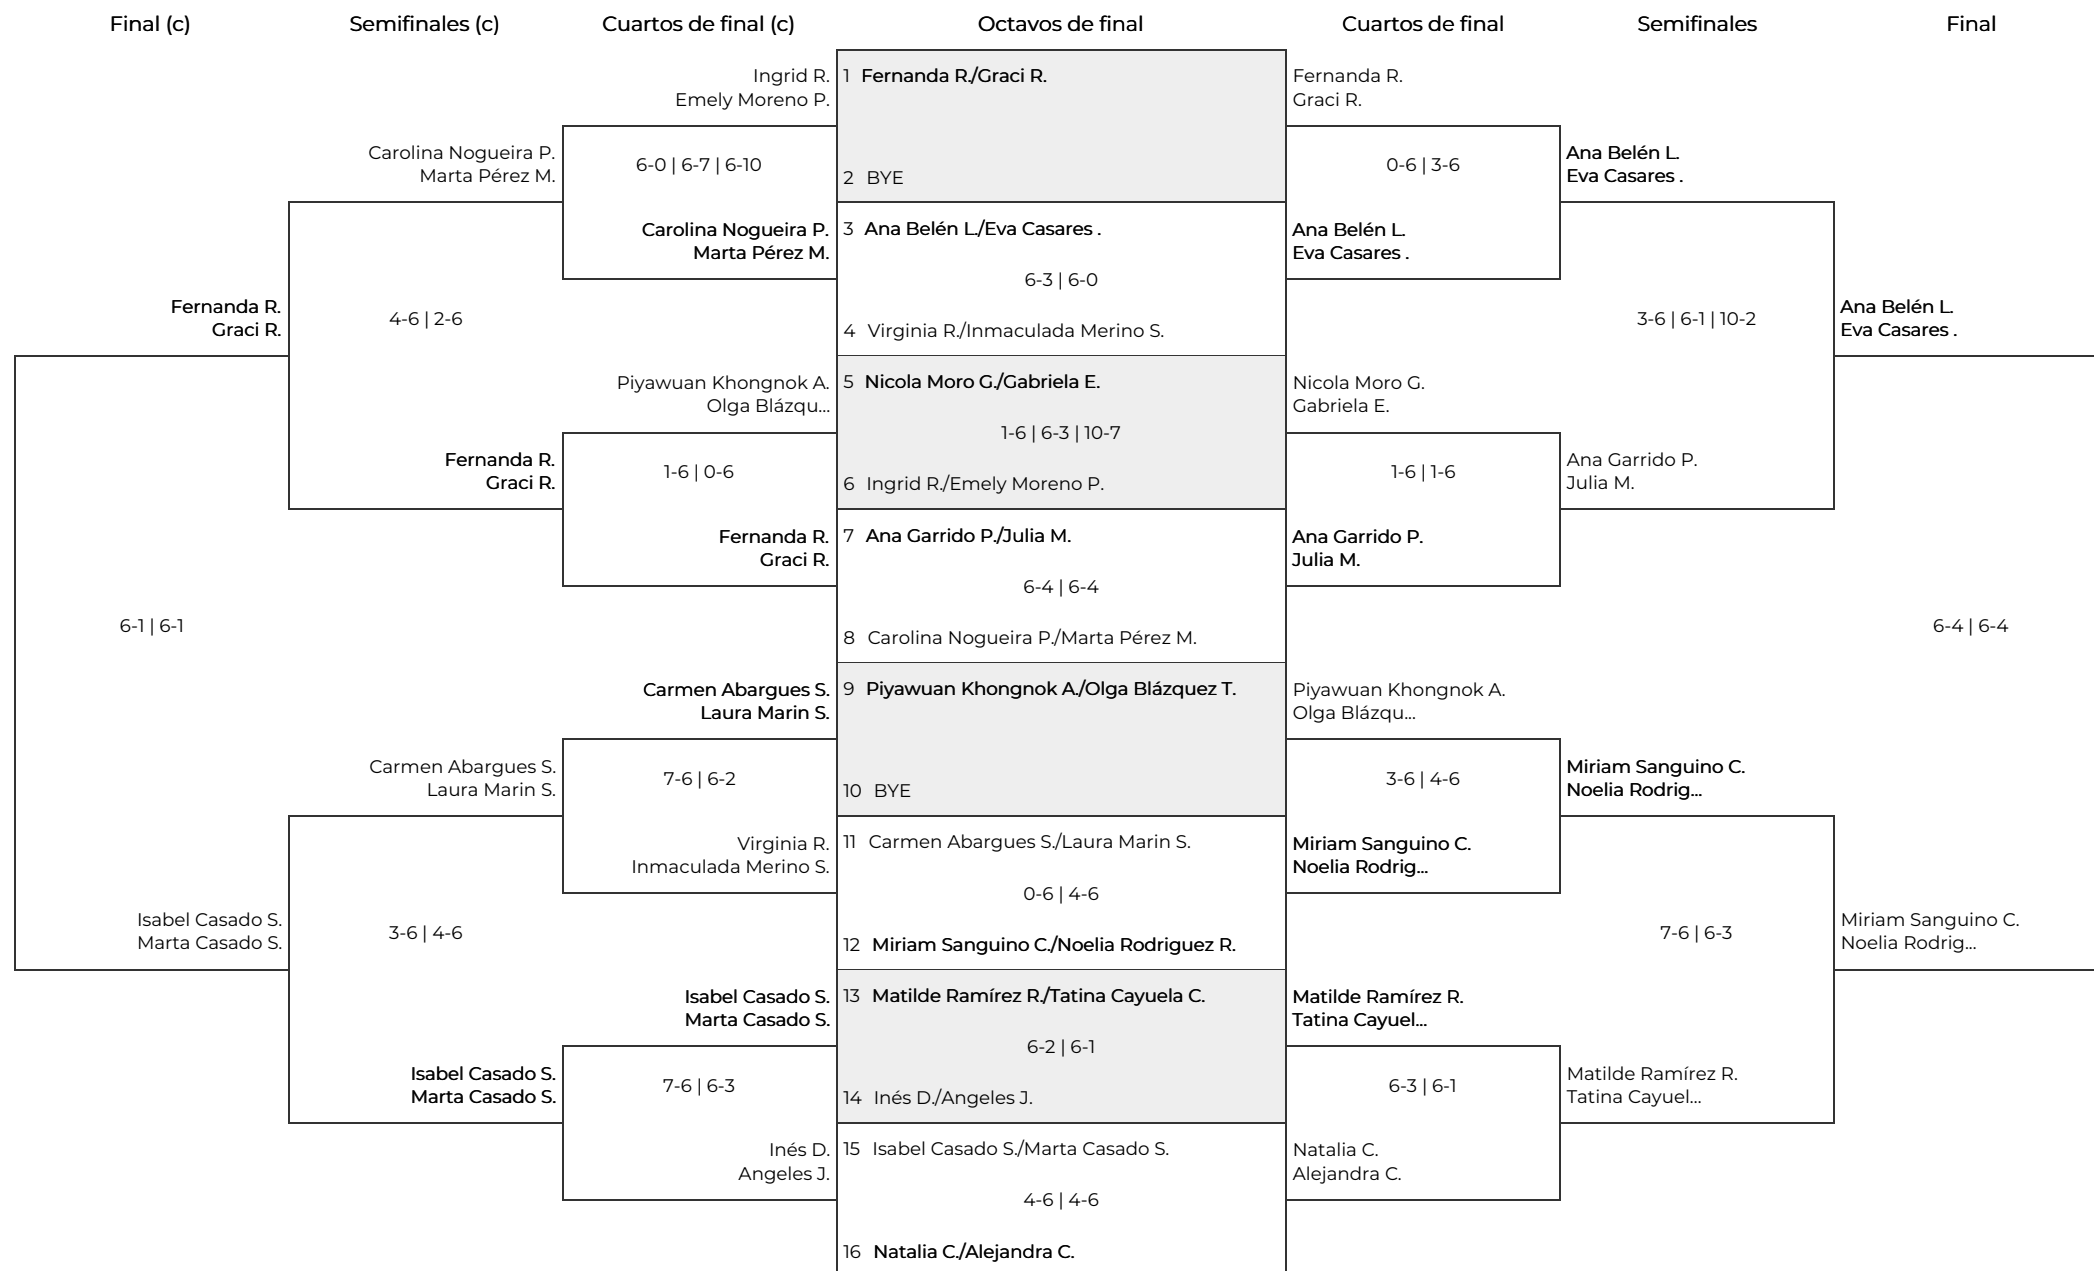 Final (c)
Semifinales (c)
Cuartos de final (c)
Octavos de final
Cuartos de final
Semifinales
Final
Fernanda R.
Graci R.
6-1 | 6-1
Isabel Casado S.
Marta Casado S.
Carolina Nogueira P.
Marta Pérez M.
4-6 | 2-6
Fernanda R.
Graci R.
Carmen Abargues S.
Laura Marin S.
3-6 | 4-6
Isabel Casado S.
Marta Casado S.
Ingrid R.
Emely Moreno P.
6-0 | 6-7 | 6-10
Carolina Nogueira P.
Marta Pérez M.
Piyawuan Khongnok A.
Olga Blázqu...
1-6 | 0-6
Fernanda R.
Graci R.
Carmen Abargues S.
Laura Marin S.
7-6 | 6-2
Virginia R.
Inmaculada Merino S.
Isabel Casado S.
Marta Casado S.
7-6 | 6-3
Inés D.
Angeles J.
1 Fernanda R./Graci R.
2 BYE
3 Ana Belén L./Eva Casares .
6-3 | 6-0
4 Virginia R./Inmaculada Merino S.
5 Nicola Moro G./Gabriela E.
1-6 | 6-3 | 10-7
6 Ingrid R./Emely Moreno P.
7 Ana Garrido P./Julia M.
6-4 | 6-4
8 Carolina Nogueira P./Marta Pérez M.
9 Piyawuan Khongnok A./Olga Blázquez T.
10 BYE
11 Carmen Abargues S./Laura Marin S.
0-6 | 4-6
12 Miriam Sanguino C./Noelia Rodriguez R.
13 Matilde Ramírez R./Tatina Cayuela C.
6-2 | 6-1
14 Inés D./Angeles J.
15 Isabel Casado S./Marta Casado S.
4-6 | 4-6
16 Natalia C./Alejandra C.
Fernanda R.
Graci R.
0-6 | 3-6
Ana Belén L.
Eva Casares .
Nicola Moro G.
Gabriela E.
1-6 | 1-6
Ana Garrido P.
Julia M.
Piyawuan Khongnok A.
Olga Blázqu...
3-6 | 4-6
Miriam Sanguino C.
Noelia Rodrig...
Matilde Ramírez R.
Tatina Cayuel...
6-3 | 6-1
Natalia C.
Alejandra C.
Ana Belén L.
Eva Casares .
3-6 | 6-1 | 10-2
Ana Garrido P.
Julia M.
Miriam Sanguino C.
Noelia Rodrig...
7-6 | 6-3
Matilde Ramírez R.
Tatina Cayuel...
Ana Belén L.
Eva Casares .
6-4 | 6-4
Miriam Sanguino C.
Noelia Rodrig...